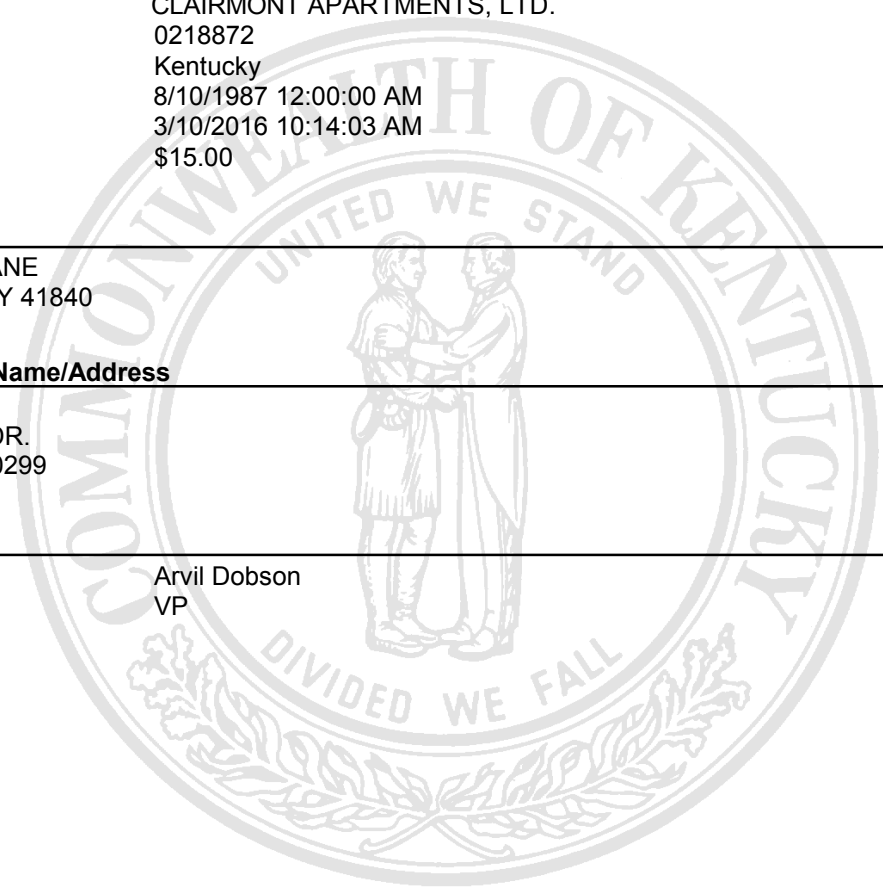 CLAIRMONT APARTMENTS, LTD.
0218872
Kentucky
8/10/1987 12:00:00 AM
3/10/2016 10:14:03 AM
$15.00
COMMONWEALTH OF KENTUCKY
UNITED WE STAND
ANE
Y 41840
Name/Address
OR.
0299
Arvil Dobson
VP
DIVIDED WE FALL